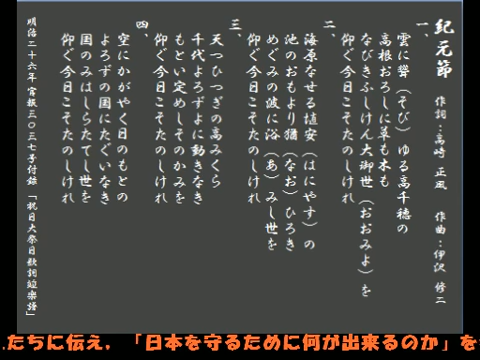 紀元節　作詞：高崎 正風　作曲：伊沢 修二
一、
雲に聳（そび）ゆる高千穂の
高根おろしに草も木も
なびきふしけん大御世（おおみよ）を
仰ぐ今日こそたのしけれ
二、
海原なせる埴安（はにやす）の
池のおもより猶（なお）ひろき
めぐみの波に浴（あ）みし世を
仰ぐ今日こそたのしけれ
三、
天つひつぎの高みくら
千代よろずよに動きなき
もとい定めしそのかみを
仰ぐ今日こそたのしけれ
四、
空にかがやく日のもとの
よろずの国にたぐいなき
国のみはしらたてし世を
仰ぐ今日こそたのしけれ
明治二十六年 官報三〇三七号付録 「祝日大祭日歌詞竝楽譜」
たちに伝え，「日本を守るために何が出来るのか」を